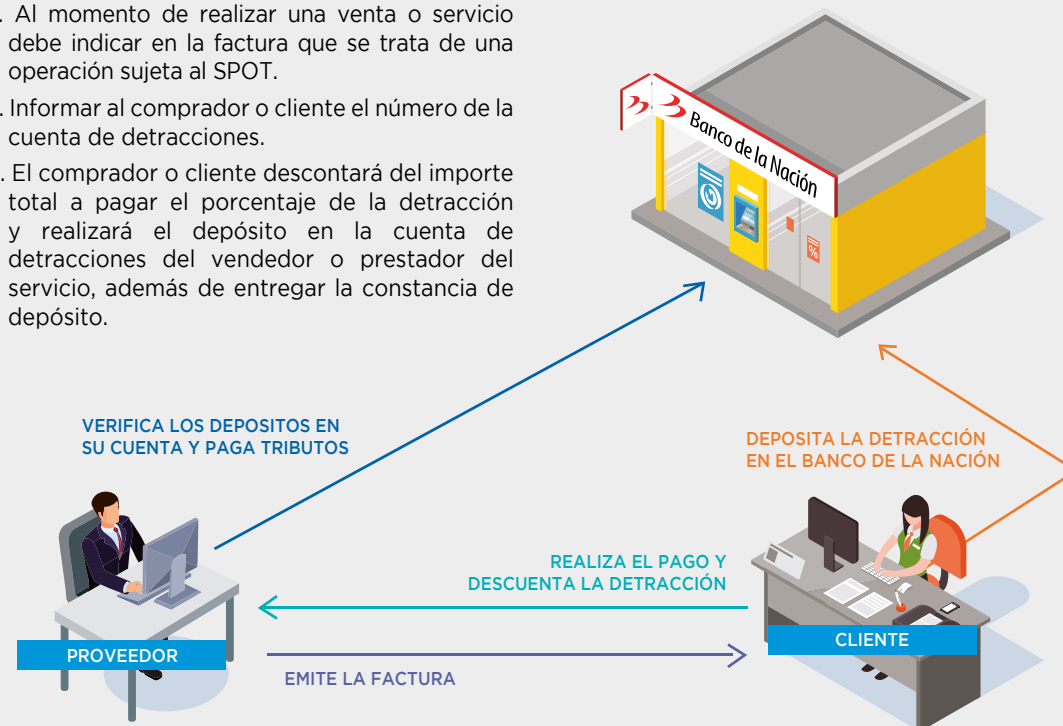 . Al momento de realizar una venta o servicio
debe indicar en la factura que se trata de una
operación sujeta al SPOT.
. Informar al comprador o cliente el número de la
cuenta de detracciones.
. El comprador o cliente descontará del importe
total a pagar el porcentaje de la detracción
y realizará el depósito en la cuenta de
detracciones del vendedor o prestador del
servicio, además de entregar la constancia de
depósito.
Banco de la Nación
%
VERIFICA LOS DEPOSITOS EN
SU CUENTA Y PAGA TRIBUTOS
DEPOSITA LA DETRACCIÓN
EN EL BANCO DE LA NACIÓN
REALIZA EL PAGO Y
DESCUENTA LA DETRACCIÓN
PROVEEDOR
CLIENTE
EMITE LA FACTURA